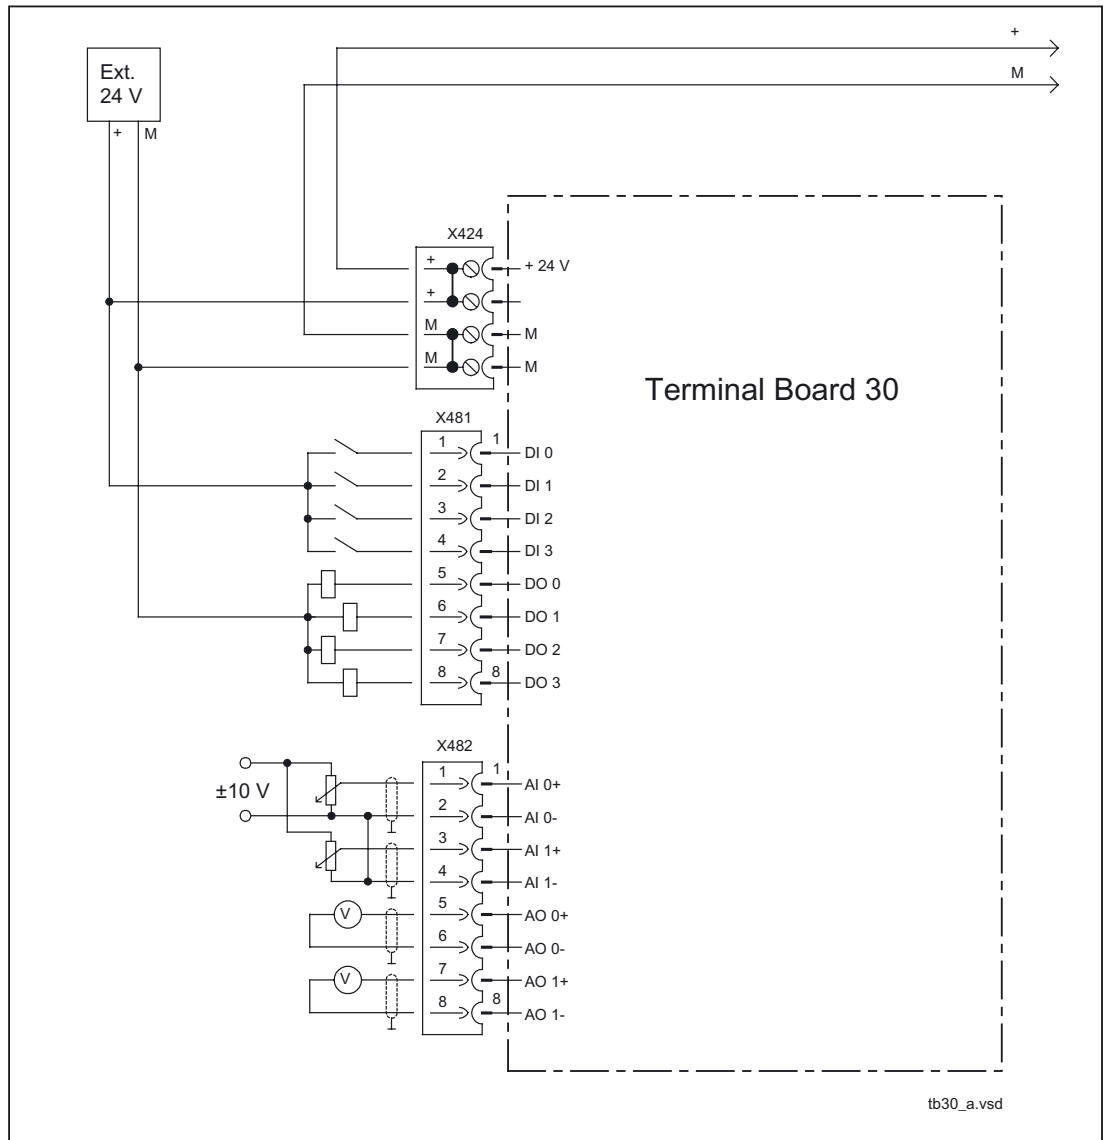 +
M
Ext.
24 V
+ M
X424
+ + 24 V
+
M M
M M
Terminal Board 30
X481
1 1 DI 0
2 DI 1
3 DI 2
4 DI 3
5 DO 0
6 DO 1
7 DO 2
8 8 DO 3
X482
±10 V
1 1 AI 0+
2 AI 0-
3 AI 1+
4 AI 1-
V 5 AO 0+
6 AO 0-
V 7 AO 1+
8 8 AO 1-
tb30_a.vsd